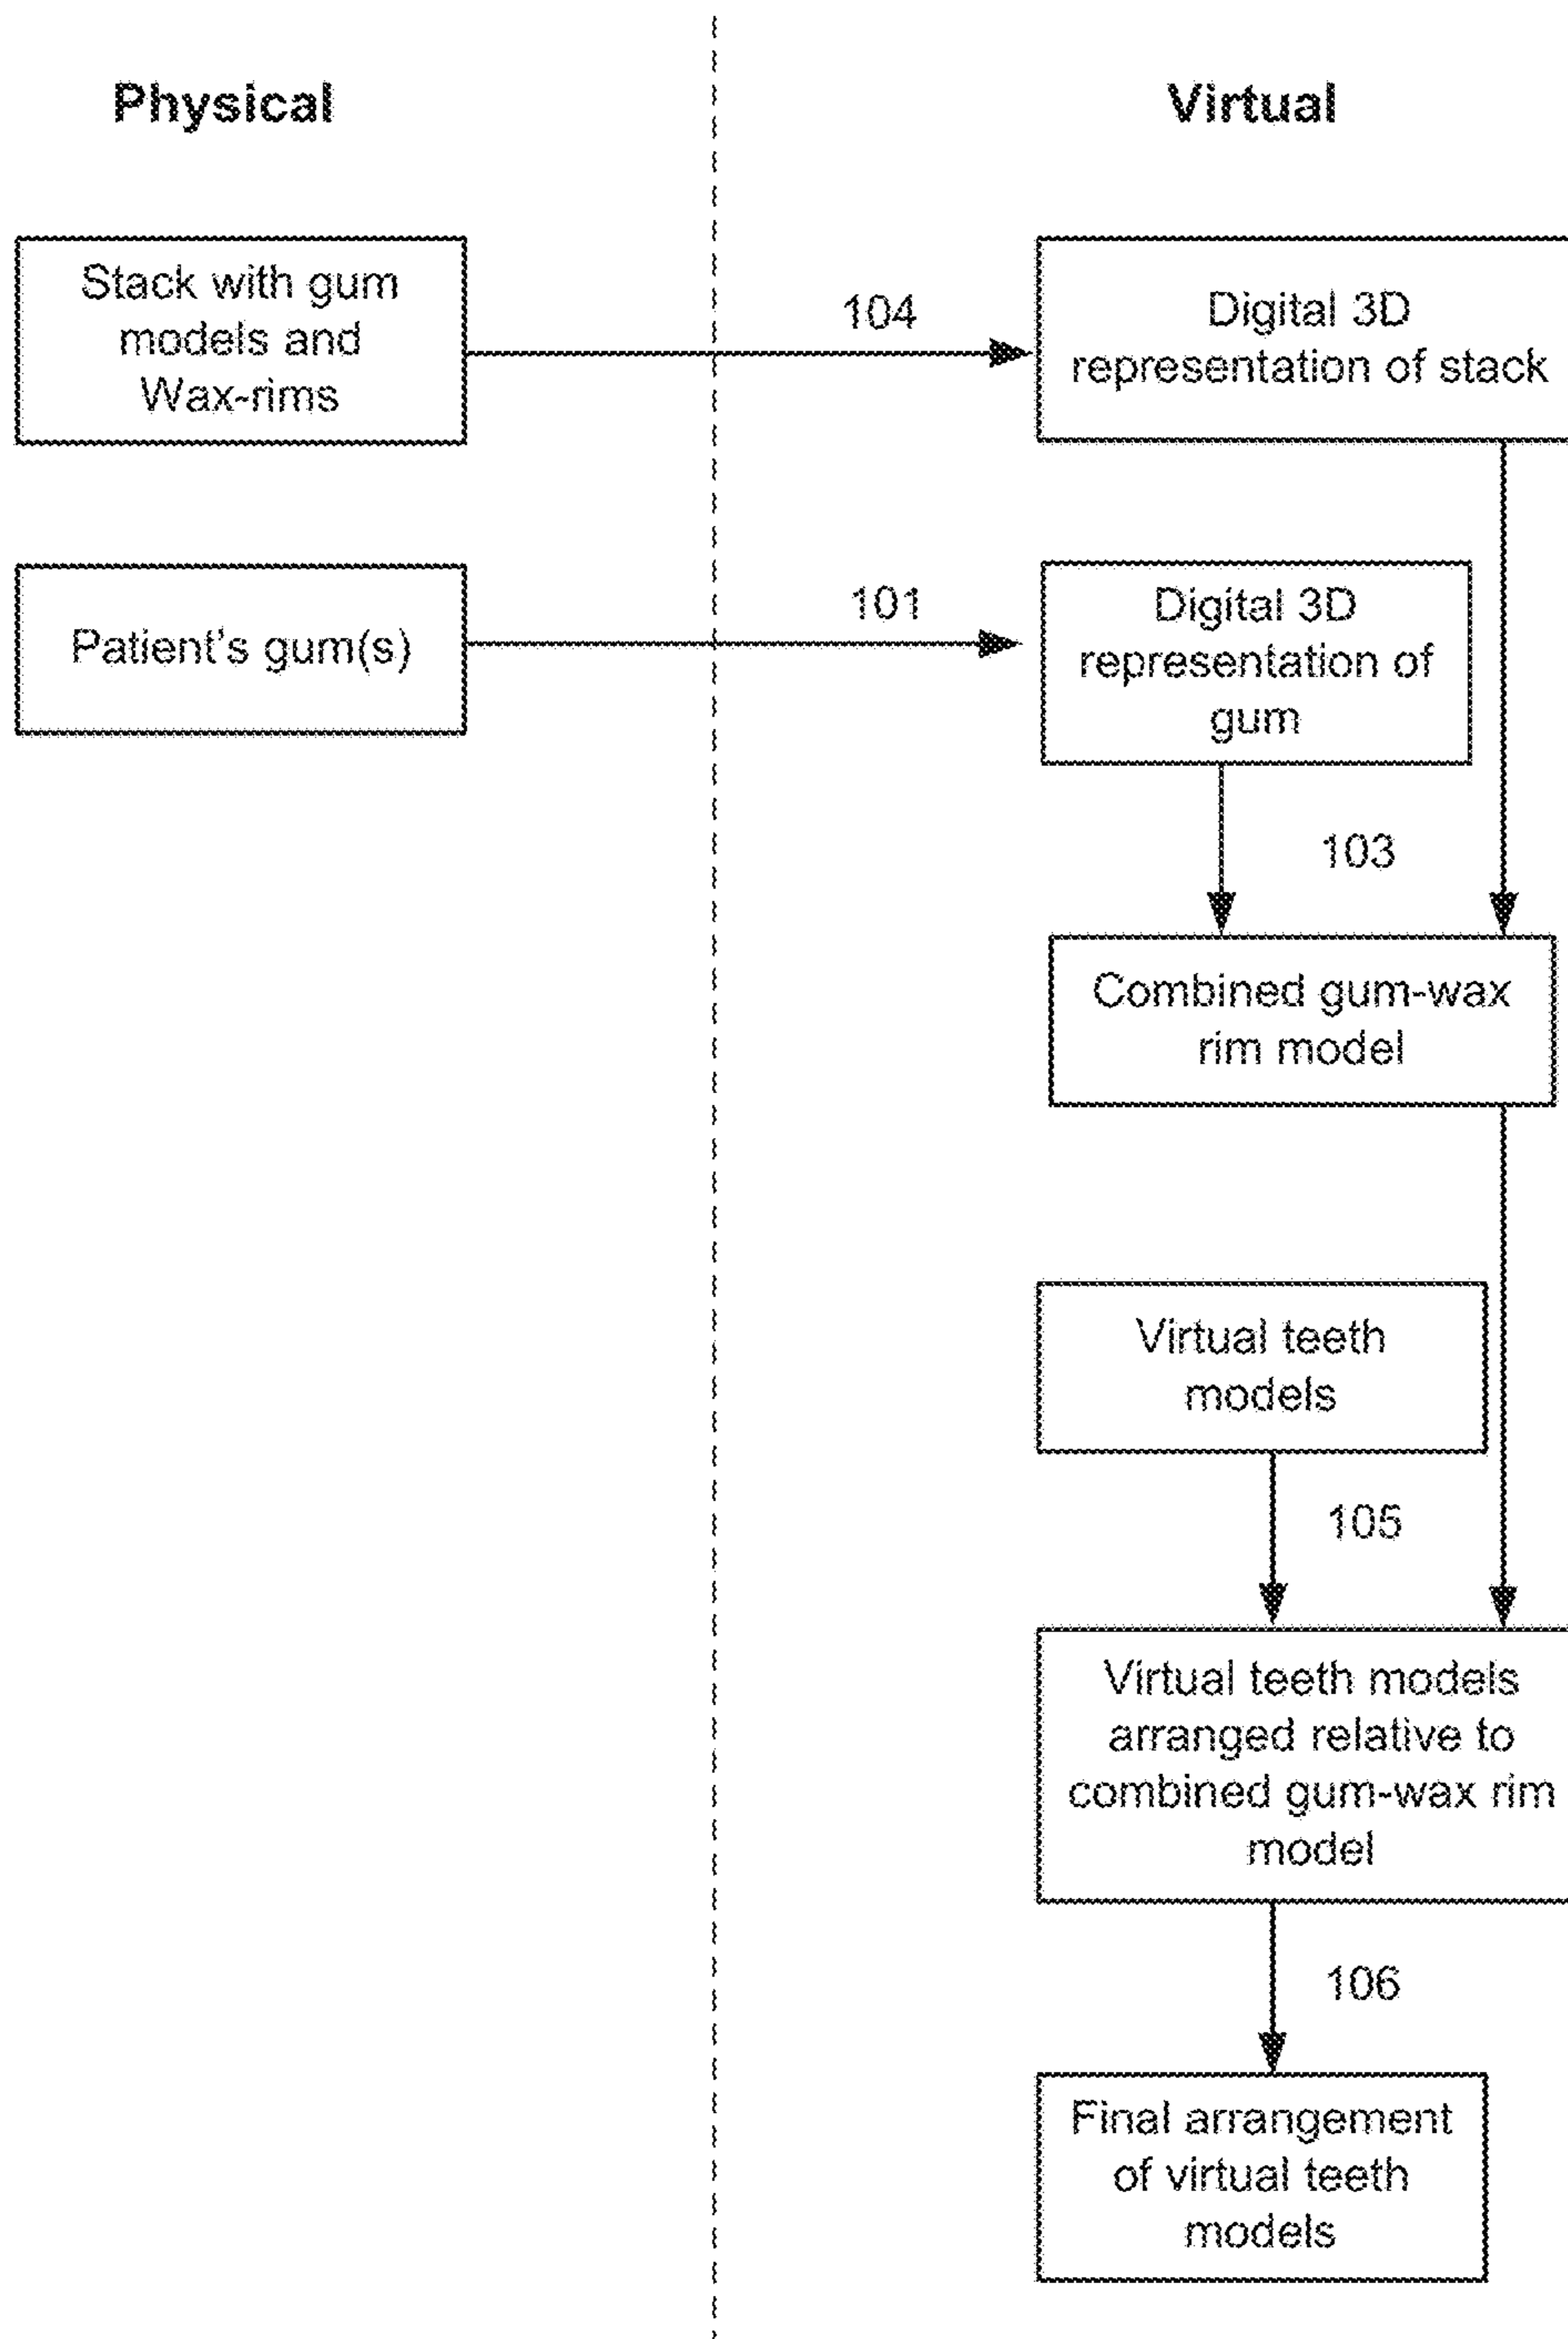 Physical
Virtual
Stack with gum
models and
Wax-rims
104
Digital 3D
representation of stack
Patient's gum(s)
101
Digital 3D
representation of
gum
103
Combined gum-wax
rim model
Virtual teeth
models
105
Virtual teeth models
arranged relative to
combined gum-wax rim
model
106
Final arrangement
of virtual teeth
models